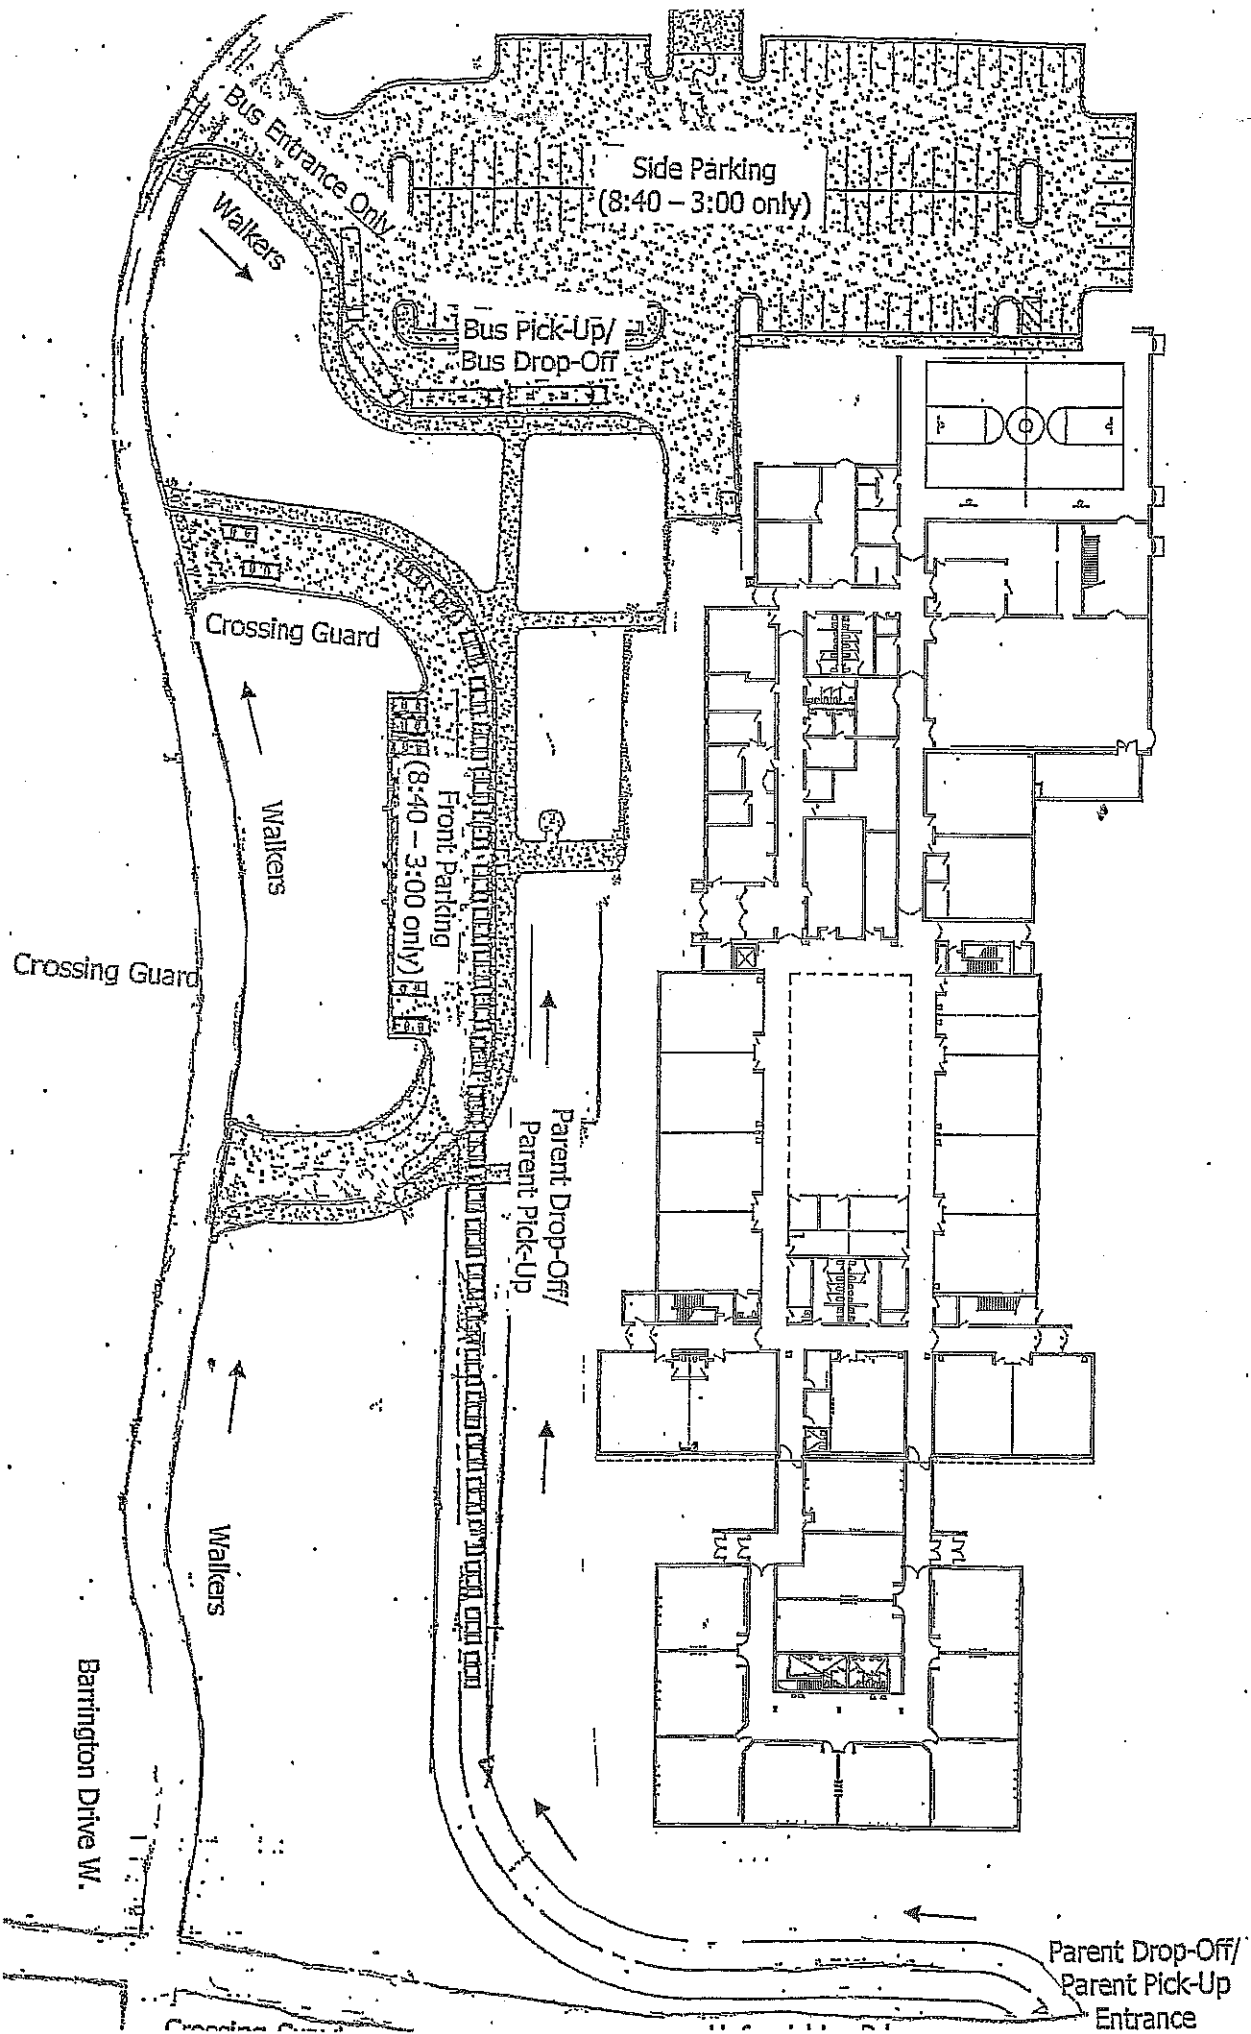 Bus Entrance Only
Side Parking
(8:40 – 3:00 only)
Walkers
Bus Pick-Up/
Bus Drop-Off
Crossing Guard
Front Parking
(8:40 – 3:00 only)
Walkers
Crossing Guard
Parent Drop-Off/
Parent Pick-Up
Walkers
Barrington Drive W.
Parent Drop-Off/
Parent Pick-Up
Entrance
Crossing Guard